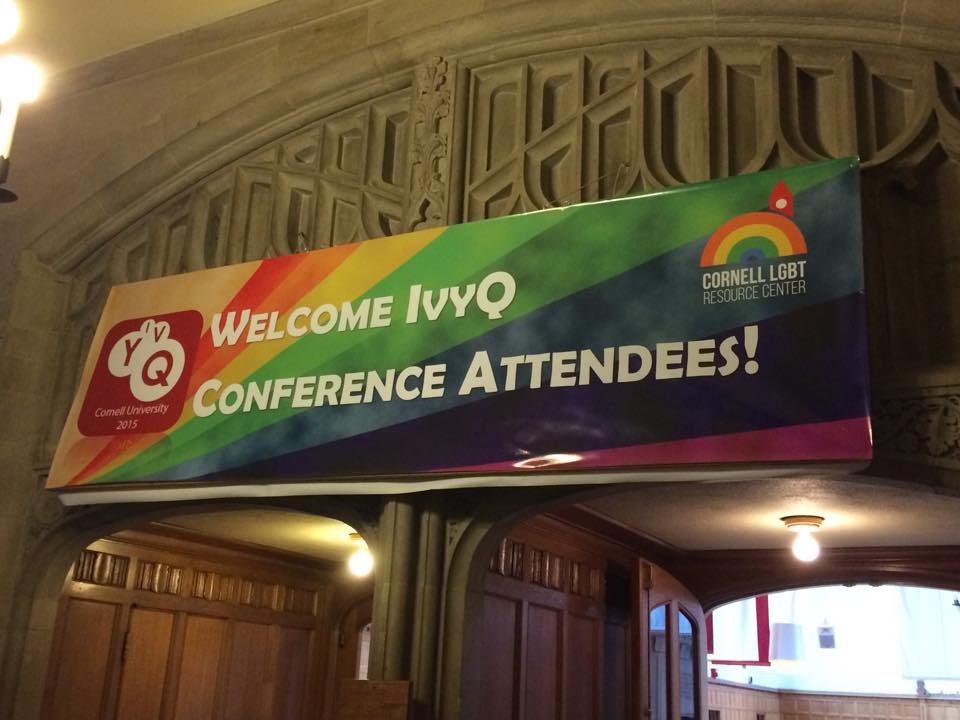 IvyQ
Cornell University
2015
WELCOME IVYQ
CONFERENCE ATTENDEES!
CORNELL LGBT
RESOURCE CENTER